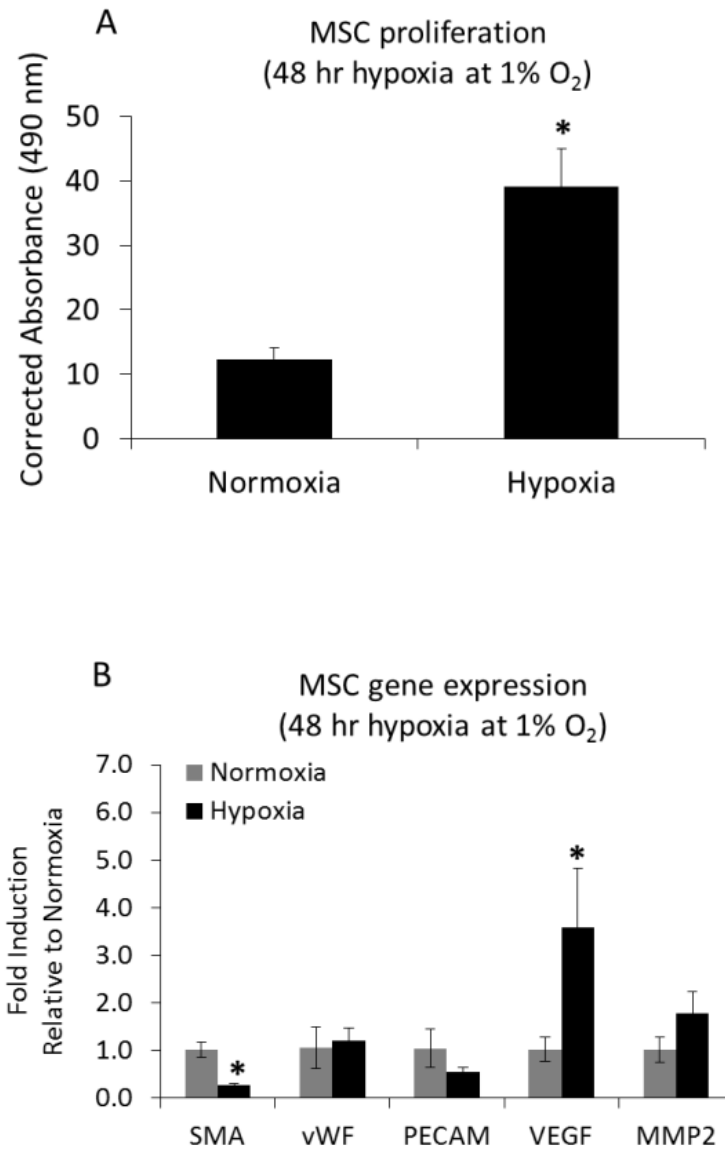 A
MSC proliferation
(48 hr hypoxia at 1% O₂)
Corrected Absorbance (490 nm)
50
40
30
20
10
0
*
Normoxia
Hypoxia
B
MSC gene expression
(48 hr hypoxia at 1% O₂)
Fold Induction
Relative to Normoxia
7.0
6.0
5.0
4.0
3.0
2.0
1.0
0.0
Normoxia
Hypoxia
*
*
SMA
vWF
PECAM
VEGF
MMP2